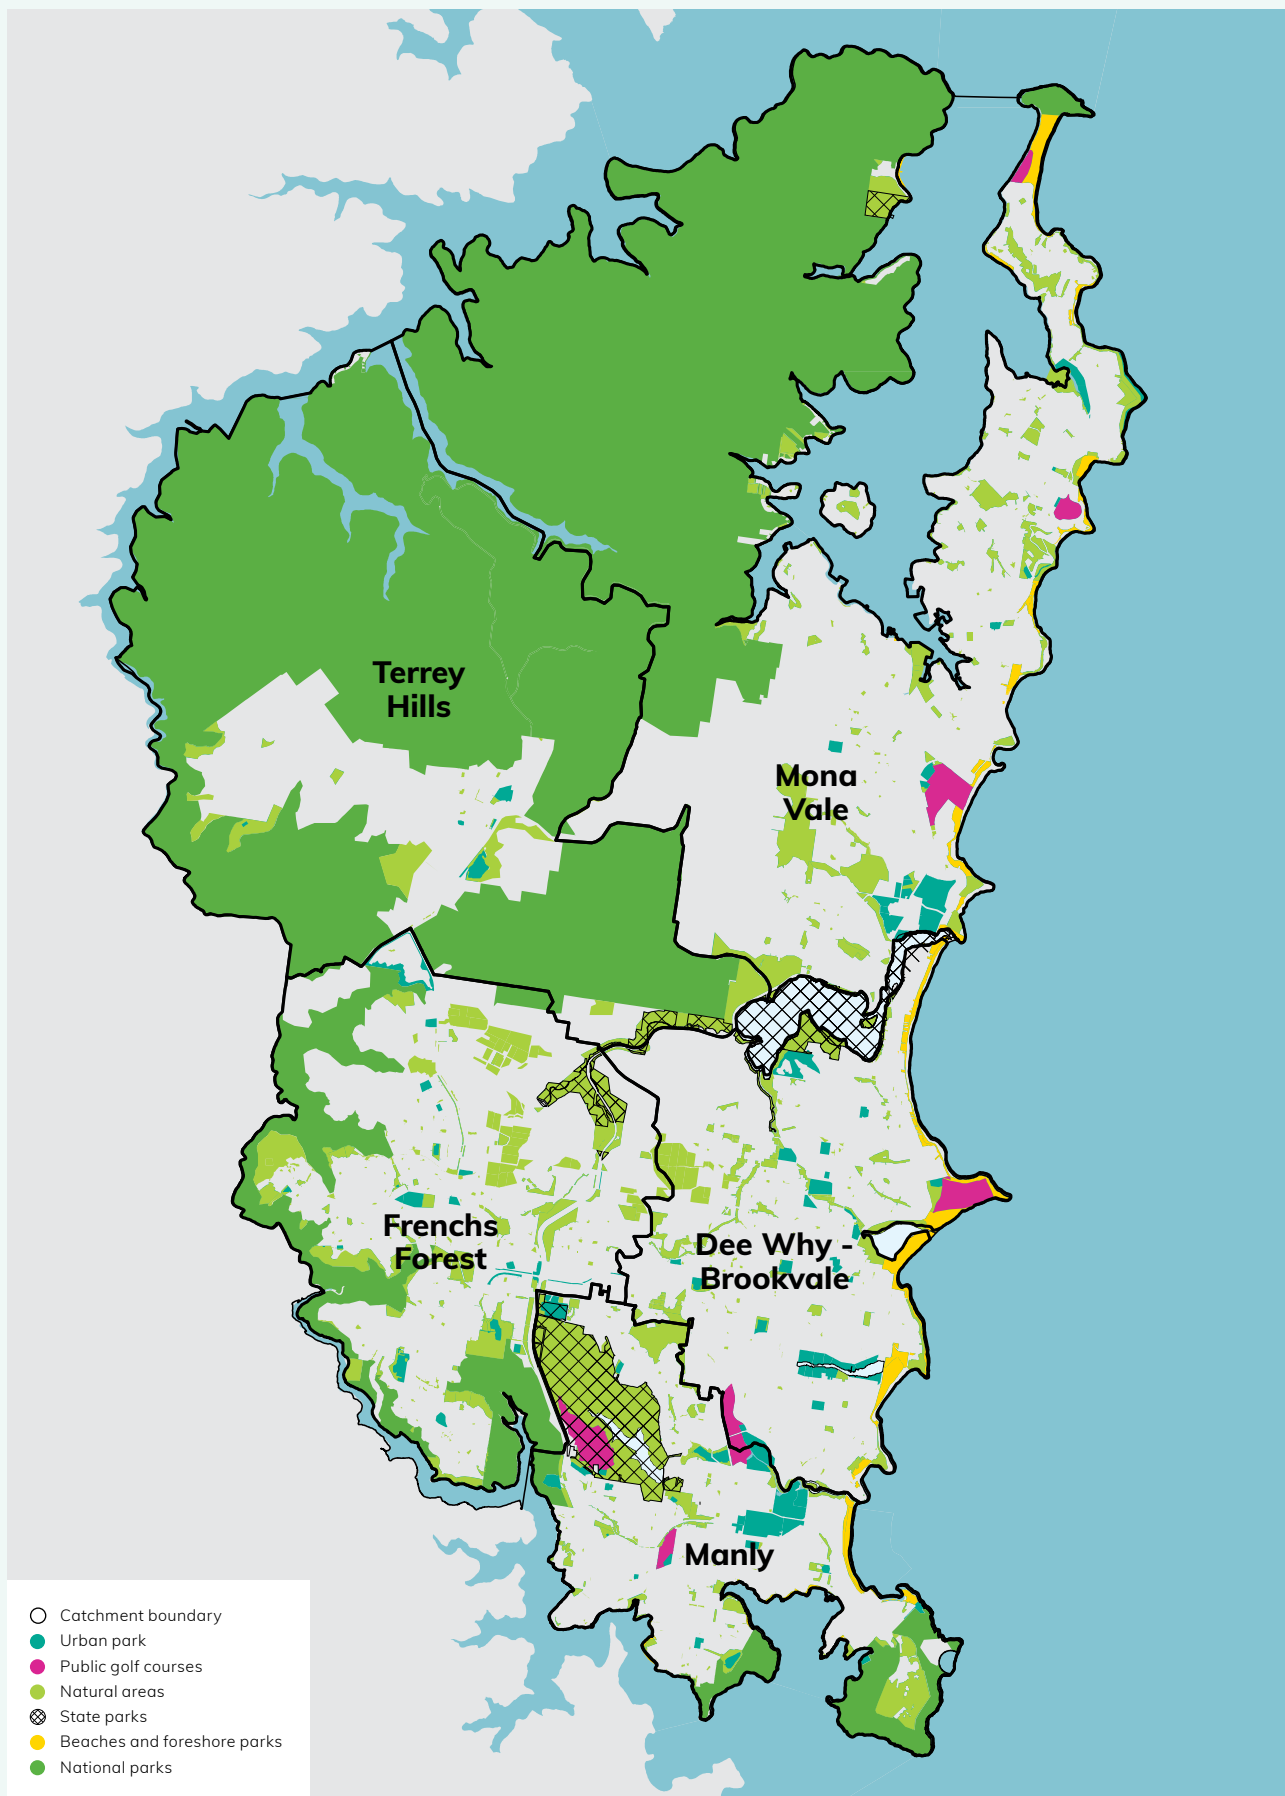 Terrey
Hills
Mona
Vale
Frenchs
Forest
Dee Why -
Brookvale
Manly
Catchment boundary
Urban park
Public golf courses
Natural areas
State parks
Beaches and foreshore parks
National parks